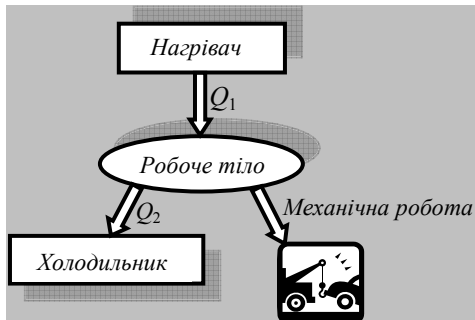 Нагрівач
Q1
Робоче тіло
Q2
Механічна робота
Холодильник